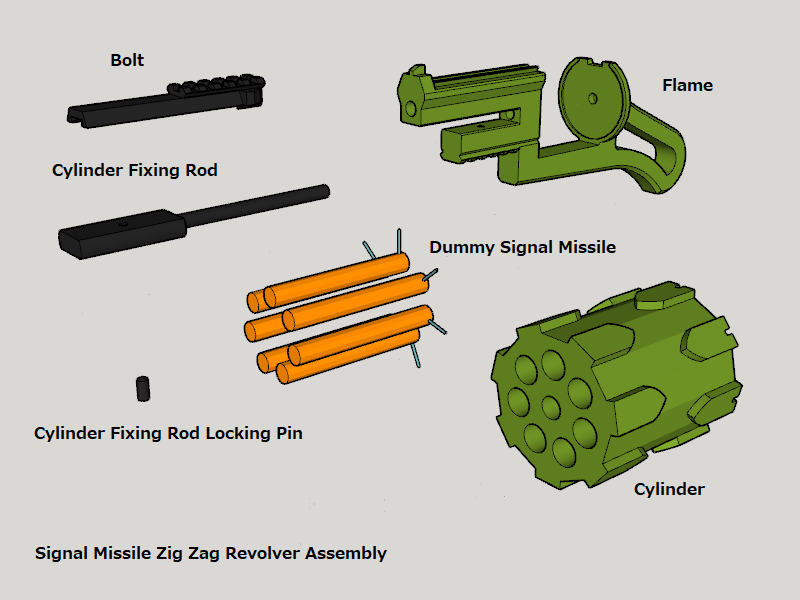 Bolt
Flame
Cylinder Fixing Rod
Dummy Signal Missile
Cylinder Fixing Rod Locking Pin
Cylinder
Signal Missile Zig Zag Revolver Assembly